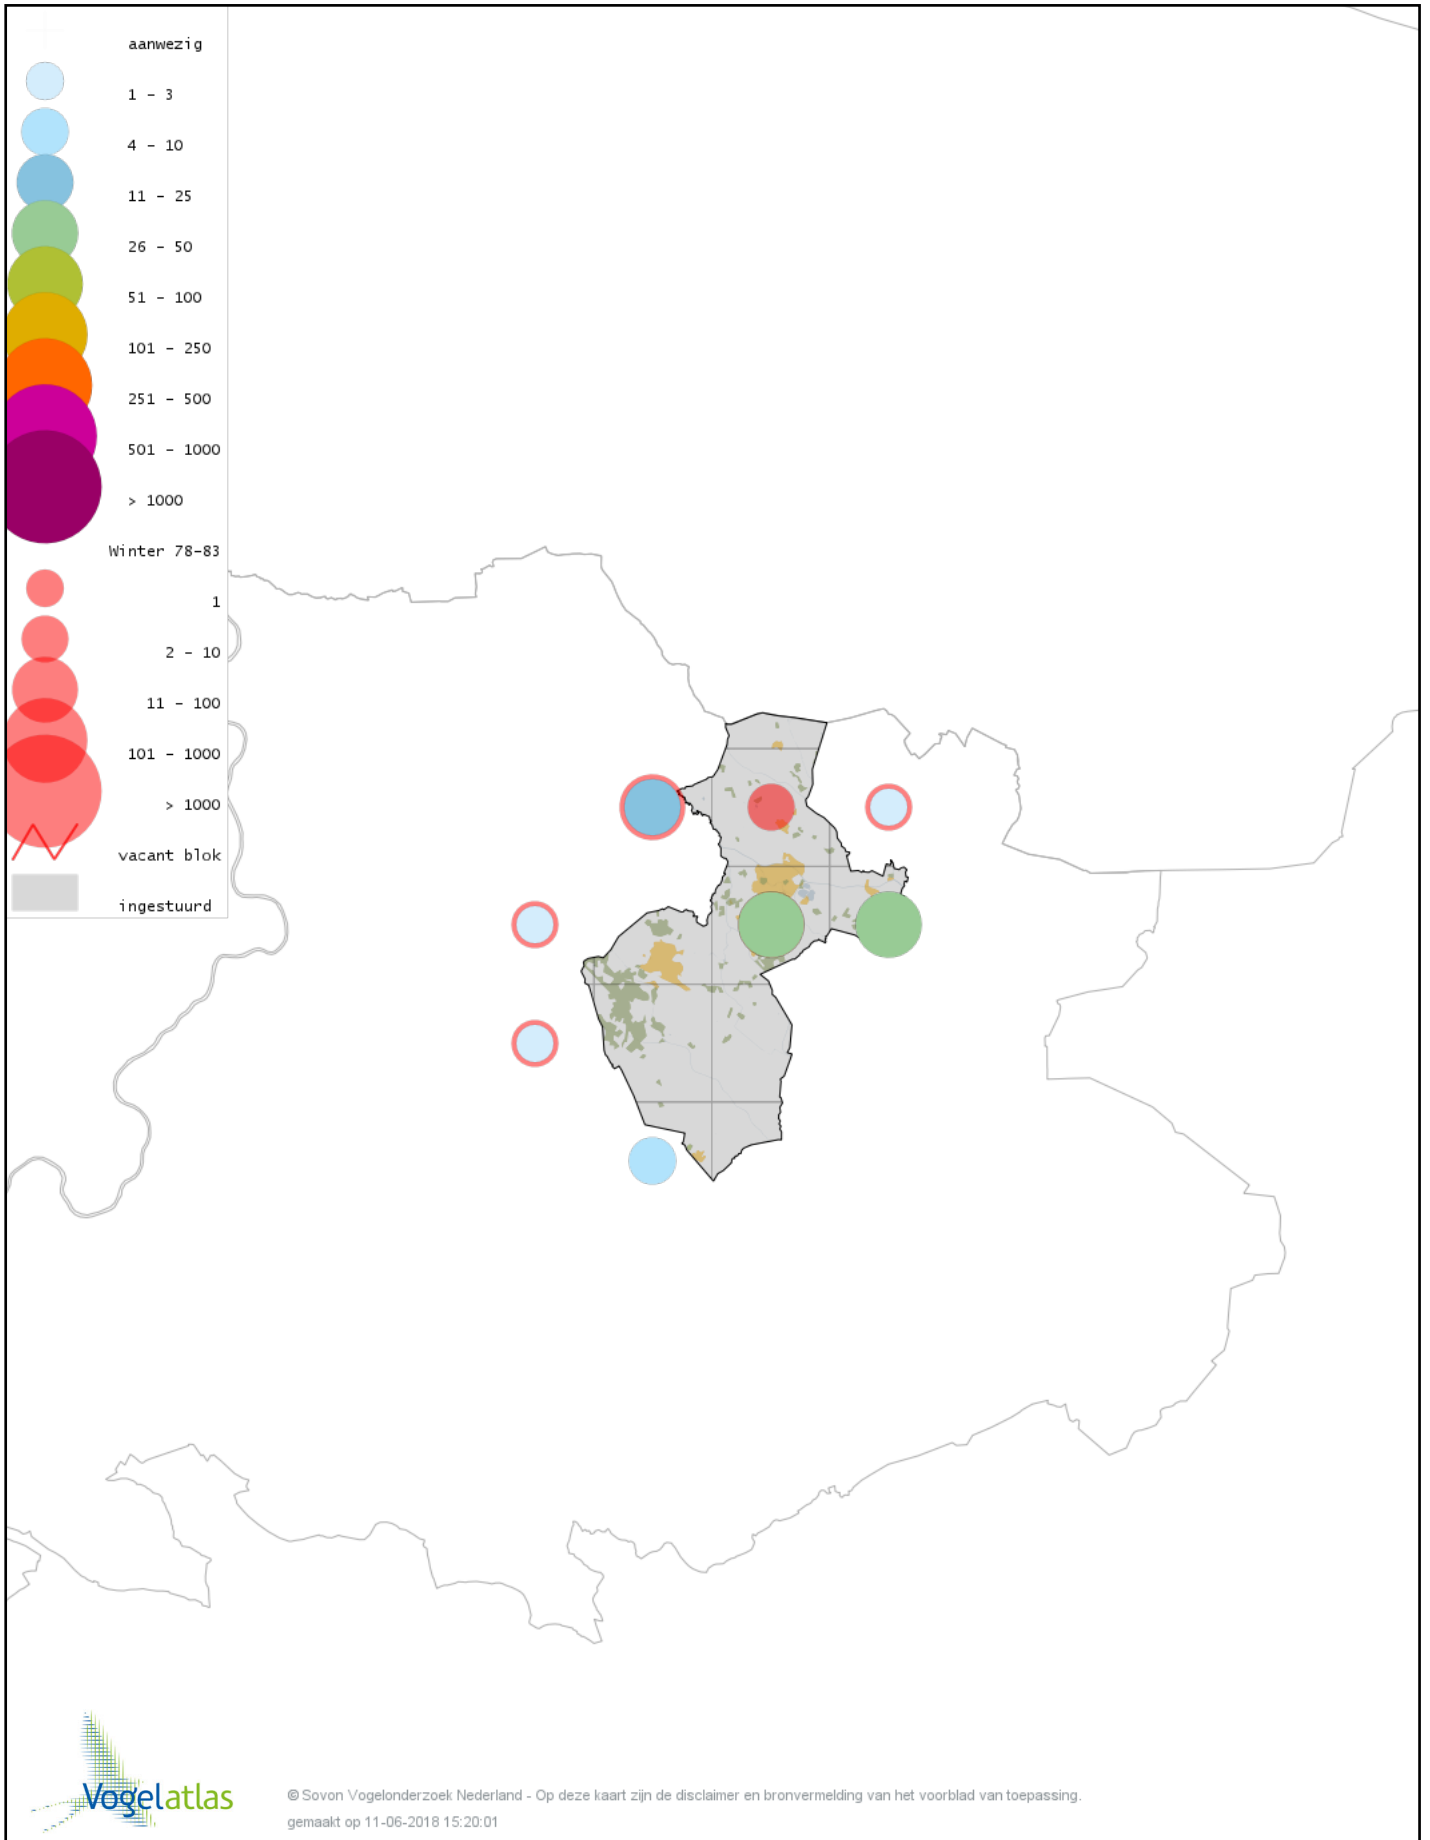 aanwezig
1 - 3
4 - 10
11 - 25
26 - 50
51 - 100
101 - 250
251 - 500
501 - 1000
> 1000
Winter 78-83
1
2 - 10
11 - 100
101 - 1000
> 1000
vacant blok
ingestuurd
Vogelatlas
© Sovon Vogelonderzoek Nederland - Op deze kaart zijn de disclaimer en bronvermelding van het voorblad van toepassing.
gemaakt op 11-06-2018 15:20:01